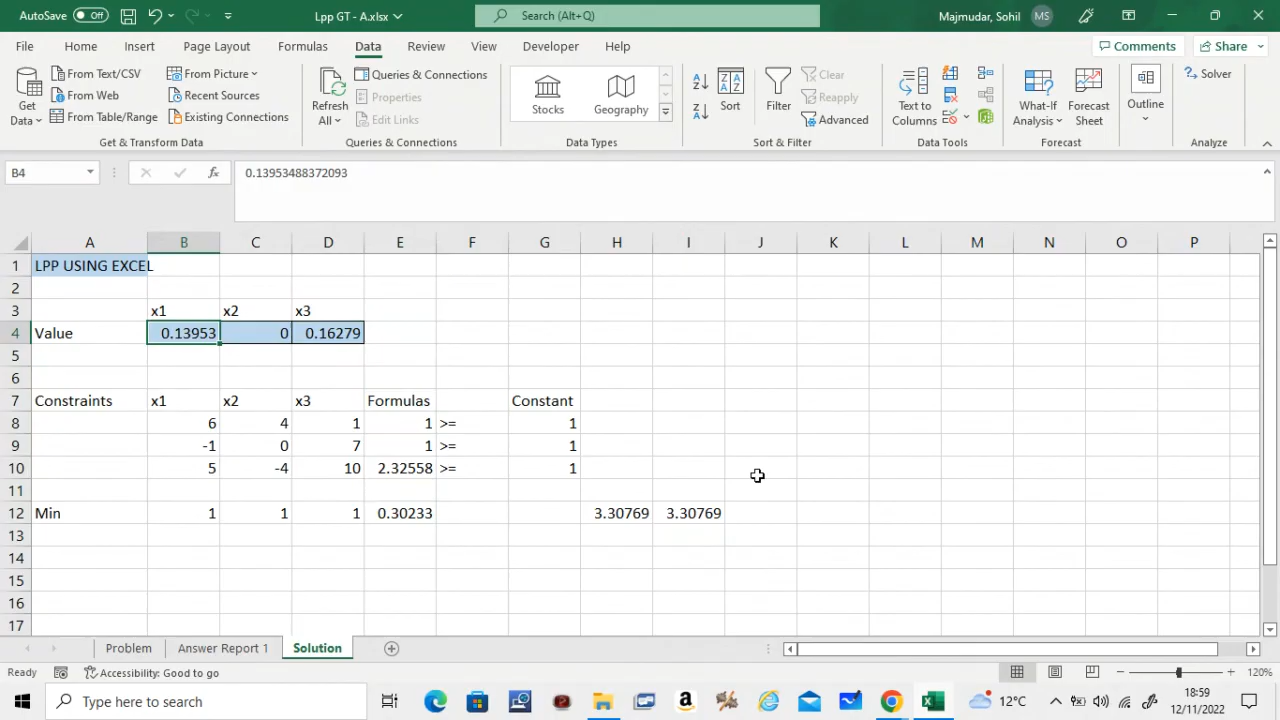 AutoSave Off Lpp GT - A.xlsx Search (Alt+Q) Majmudar, Sohil MS
File Home Insert Page Layout Formulas Data Review View Developer Help Comments Share
Get Data From Text/CSV From Picture
From Web Recent Sources
From Table/Range Existing Connections
Get & Transform Data
Refresh All Queries & Connections
Properties
Edit Links
Queries & Connections
Stocks Geography
Data Types
Sort Filter Clear
Reapply
Advanced
Sort & Filter
Text to Columns
Data Tools
What-If Analysis Forecast Sheet
Forecast
Outline
Solver
Analyze
B4 fx 0.13953488372093
A B C D E F G H I J K L M N O P
1 LPP USING EXCEL
2
3 x1 x2 x3
4 Value 0.13953 0 0.16279
5
6
7 Constraints x1 x2 x3 Formulas Constant
8 6 4 1 1 >= 1
9 -1 0 7 1 >= 1
10 5 -4 10 2.32558 >= 1
11
12 Min 1 1 1 0.30233 3.30769 3.30769
13
14
15
16
17
Problem Answer Report 1 Solution
Ready Accessibility: Good to go 120%
Type here to search 12°C 18:59
12/11/2022